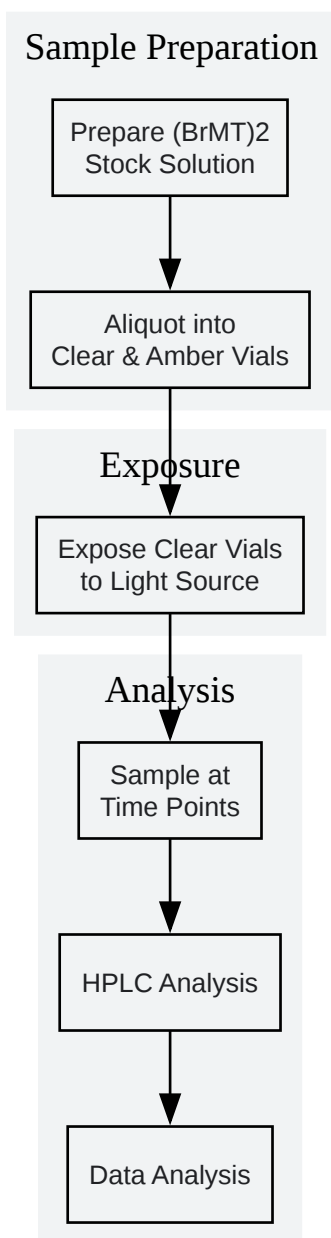 Sample Preparation
Prepare (BrMT)2
Stock Solution
Aliquot into
Clear & Amber Vials
Exposure
Expose Clear Vials
to Light Source
Analysis
Sample at
Time Points
HPLC Analysis
Data Analysis